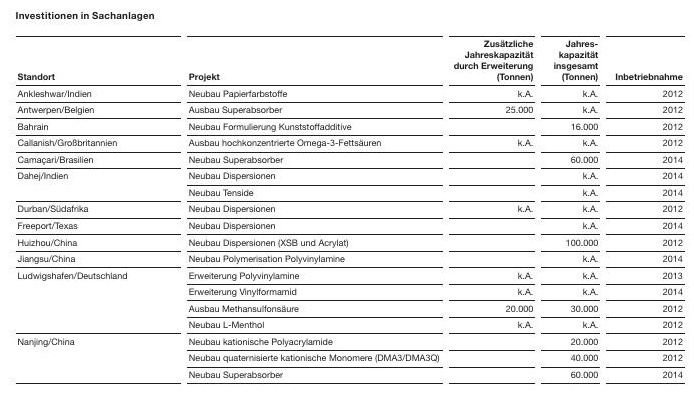 Investitionen in Sachanlagen
Zusätzliche Jahres-
Jahreskapazität kapazität
durch Erweiterung insgesamt
Standort Projekt (Tonnen) (Tonnen) Inbetriebnahme
Ankleshwar/Indien Neubau Papierfarbstoffe k.A. k.A. 2012
Antwerpen/Belgien Ausbau Superabsorber 25.000 k.A. 2012
Bahrain Neubau Formulierung Kunststoffadditive 16.000 2012
Callanish/Großbritannien Ausbau hochkonzentrierte Omega-3-Fettsäuren k.A. k.A. 2012
Camaçari/Brasilien Neubau Superabsorber 60.000 2014
Dahej/Indien Neubau Dispersionen k.A. 2014
Neubau Tenside k.A. 2014
Durban/Südafrika Neubau Dispersionen k.A. k.A. 2012
Freeport/Texas Neubau Dispersionen k.A. 2014
Huizhou/China Neubau Dispersionen (XSB und Acrylat) 100.000 2012
Jiangsu/China Neubau Polymerisation Polyvinylamine k.A. 2014
Ludwigshafen/Deutschland Erweiterung Polyvinylamine k.A. k.A. 2013
Erweiterung Vinylformamid k.A. k.A. 2014
Ausbau Methansulfonsäure 20.000 30.000 2012
Neubau L-Menthol k.A. k.A. 2012
Nanjing/China Neubau kationische Polyacrylamide 20.000 2012
Neubau quaternisierte kationische Monomere (DMA3/DMA3Q) 40.000 2012
Neubau Superabsorber 60.000 2014